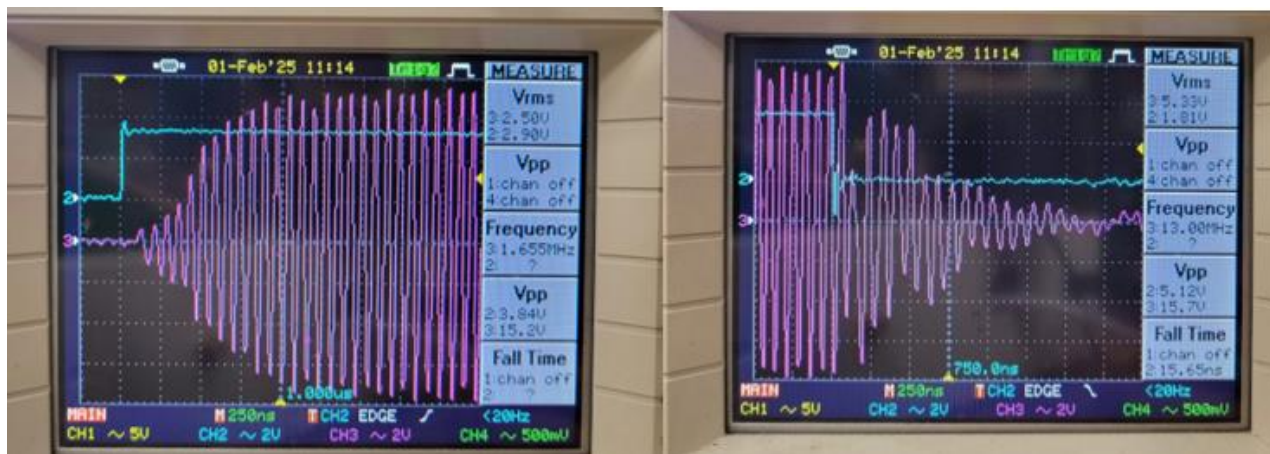 01-Feb'25 11:14
MEASURE
Vrms
3:2.50V
2:2.90V
Vpp
1:chan off
4:chan off
Frequency
3:1.655MHz
2: ?
Vpp
2:3.84V
3:15.2V
Fall Time
1:chan off
2: ?
2
3
1.000us
MAIN M 250ns T CH2 EDGE <20Hz
CH1 ~ 5V CH2 ~ 2V CH3 ~ 2V CH4 ~ 500mV
01-Feb'25 11:14
MEASURE
Vrms
3:5.33V
2:1.81V
Vpp
1:chan off
4:chan off
Frequency
3:13.00MHz
2: ?
Vpp
2:5.12V
3:15.7V
Fall Time
1:chan off
2:15.65ns
2
3
750.0ns
MAIN M 250ns T CH2 EDGE <20Hz
CH1 ~ 5V CH2 ~ 2V CH3 ~ 2V CH4 ~ 500mV